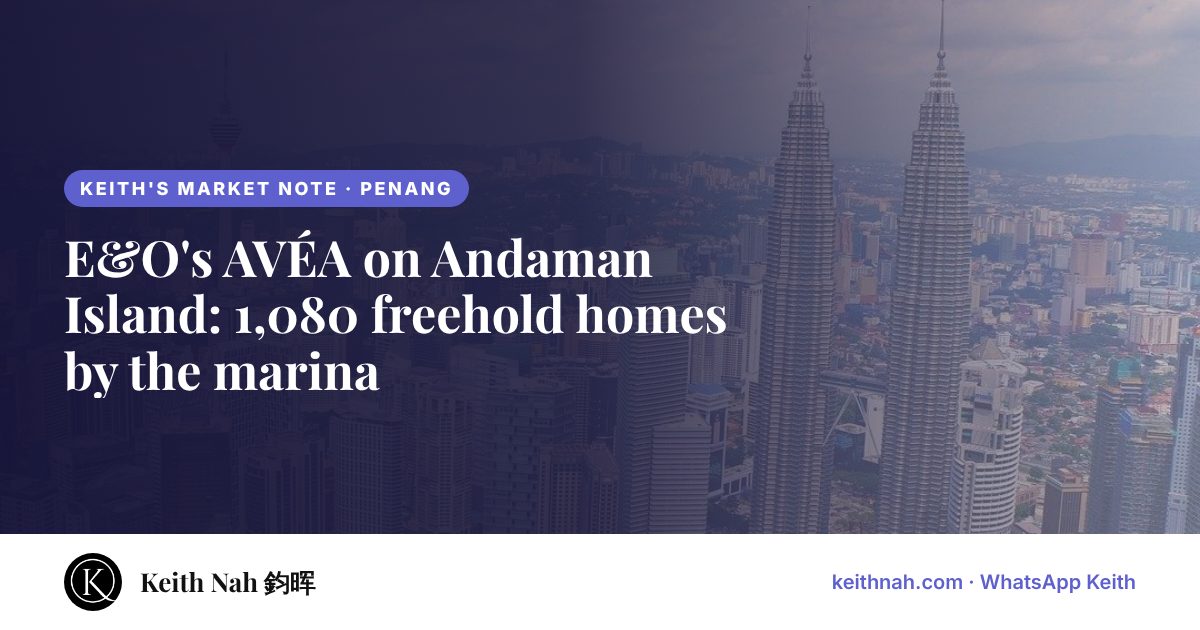 KEITH'S MARKET NOTE · PENANG
E&O's AVÉA on Andaman
Island: 1,080 freehold homes
by the marina
K
Keith Nah 鈞晖
keithnah.com · WhatsApp Keith